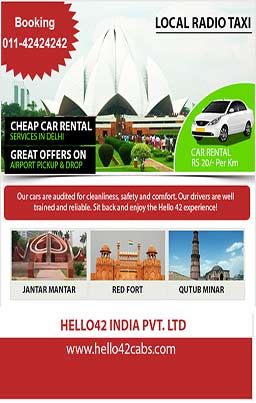 Booking
011-42424242
LOCAL RADIO TAXI
CHEAP CAR RENTAL
SERVICES IN DELHI
GREAT OFFERS ON
AIRPORT PICKUP & DROP
CAR RENTAL
RS 20/- Per Km
Our cars are audited for cleanliness, safety and comfort. Our drivers are well
trained and reliable. Sit back and enjoy the Hello 42 experience!
JANTAR MANTAR
RED FORT
QUTUB MINAR
HELLO42 INDIA PVT. LTD
www.hello42cabs.com